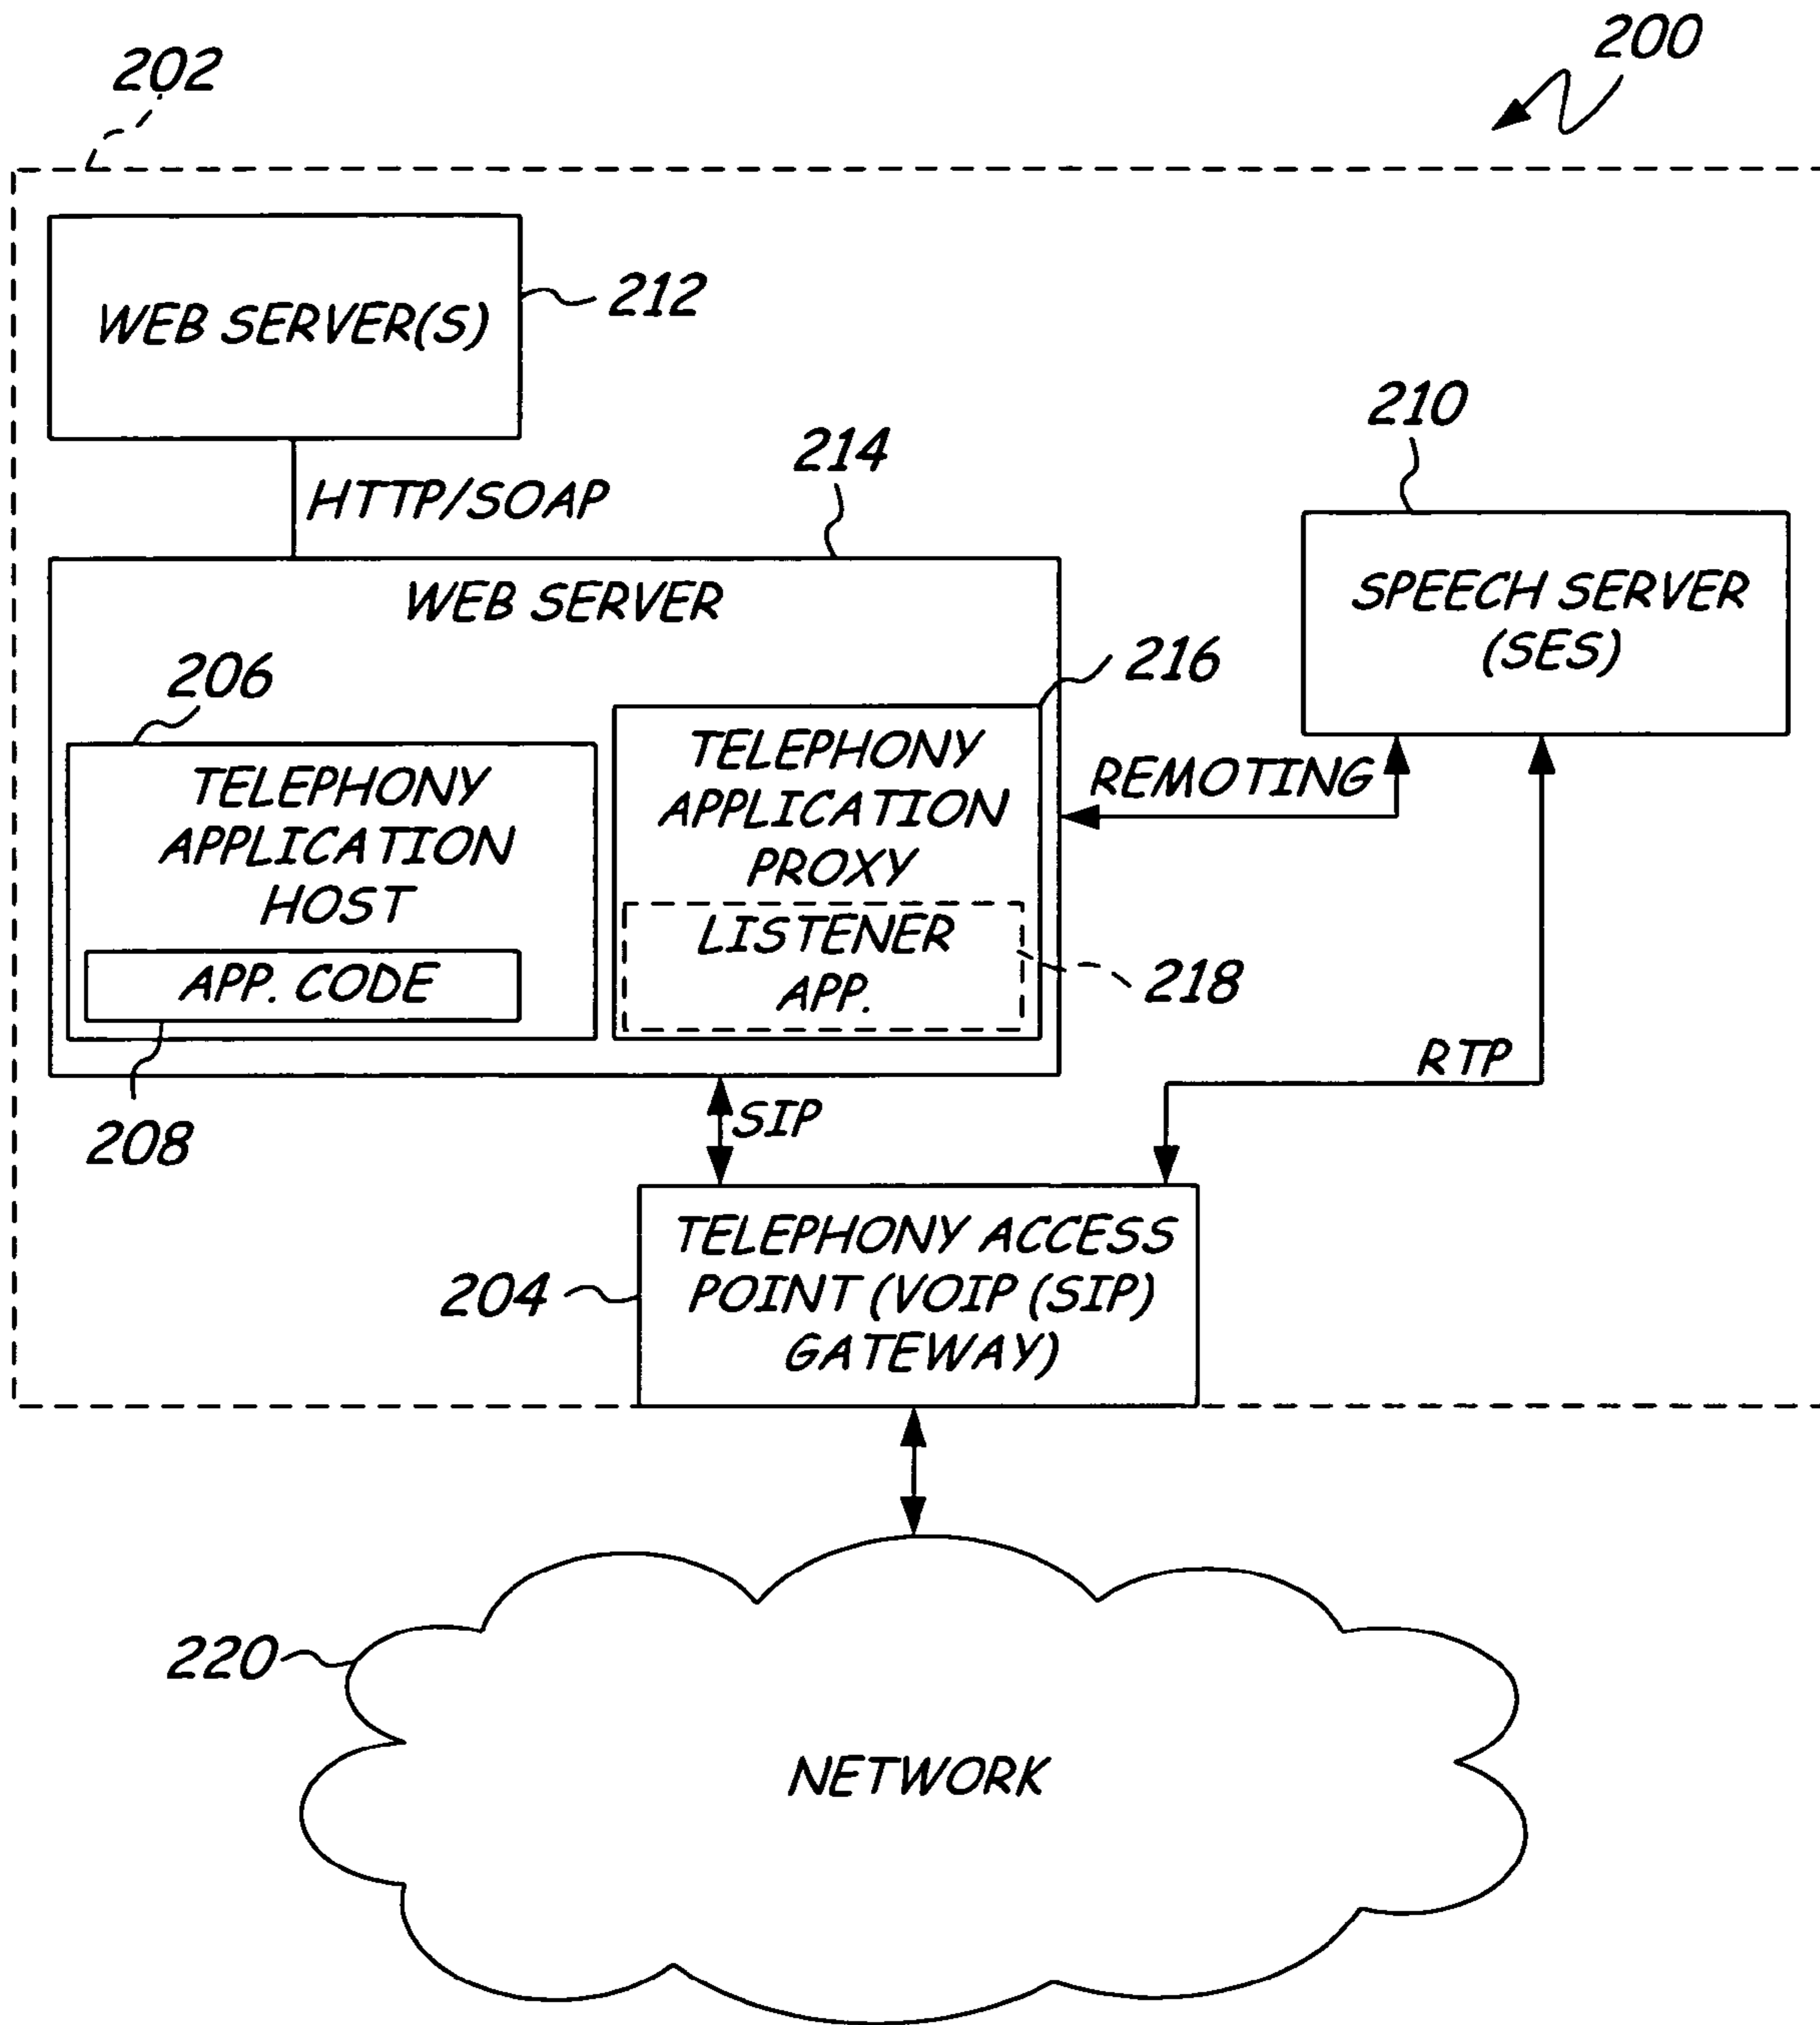 200
202
WEB SERVER(S)
212
HTTP/SOAP
214
210
WEB SERVER
SPEECH SERVER
(SES)
206
216
TELEPHONY
APPLICATION
HOST
APP. CODE
208
TELEPHONY
APPLICATION
PROXY
LISTENER
APP.
218
REMOTING
RTP
SIP
204
TELEPHONY ACCESS
POINT (VOIP (SIP)
GATEWAY)
220
NETWORK